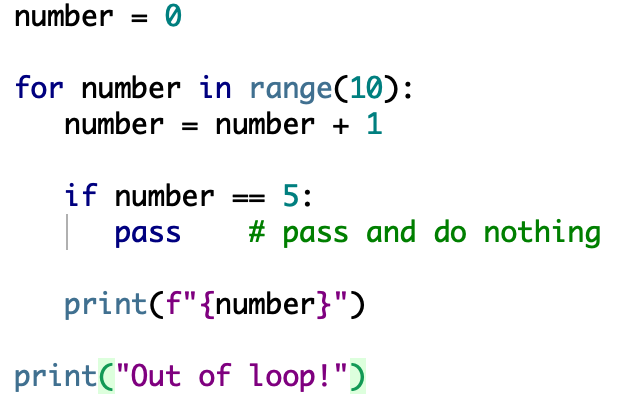 number = 0
for number in range(10):
number = number + 1
if number == 5:
pass # pass and do nothing
print(f"{number}")
print("Out of loop!")